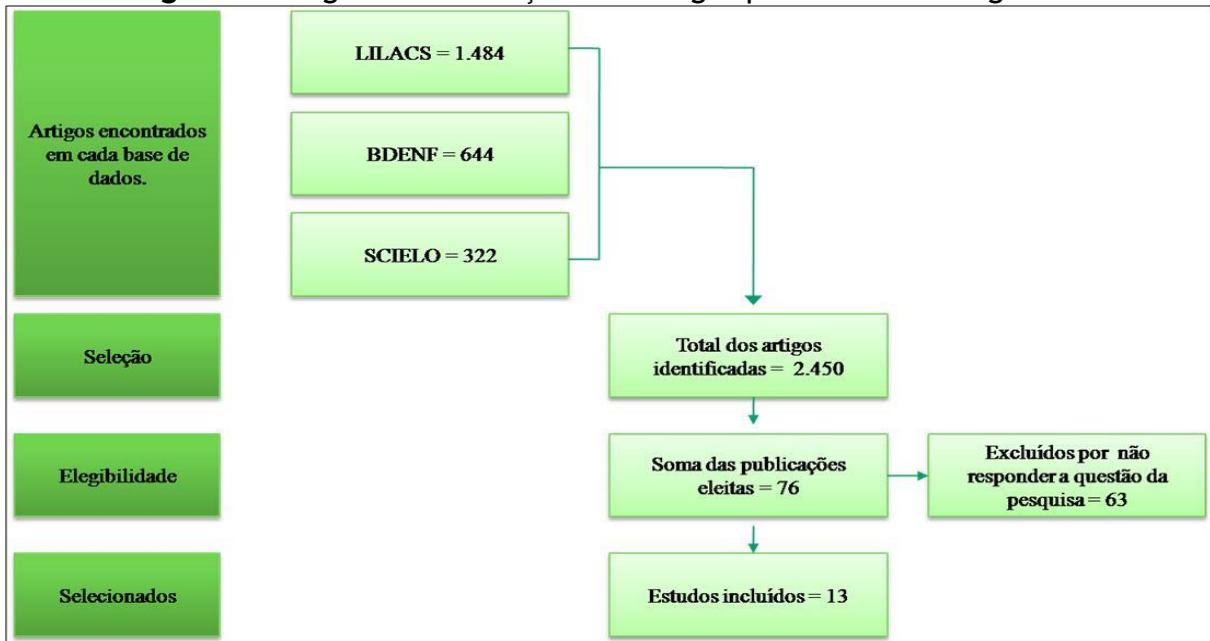 LILACS = 1.484
Artigos encontrados
em cada base de
dados.
BDENF = 644
SCIELO = 322
Seleção
Total dos artigos
identificadas = 2.450
Elegibilidade
Soma das publicações
eleitas = 76
Excluídos por não
responder a questão da
pesquisa = 63
Selecionados
Estudos incluídos = 13